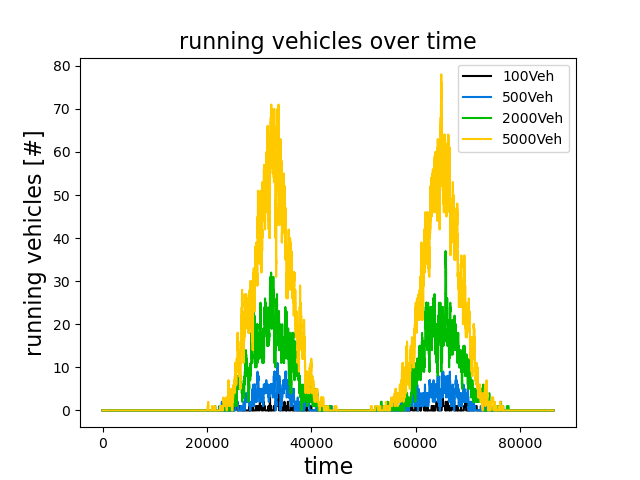 running vehicles over time
80
70
60
50
40
30
20
10
0
running vehicles [#]
100Veh
500Veh
2000Veh
5000Veh
0 20000 40000 60000 80000
time